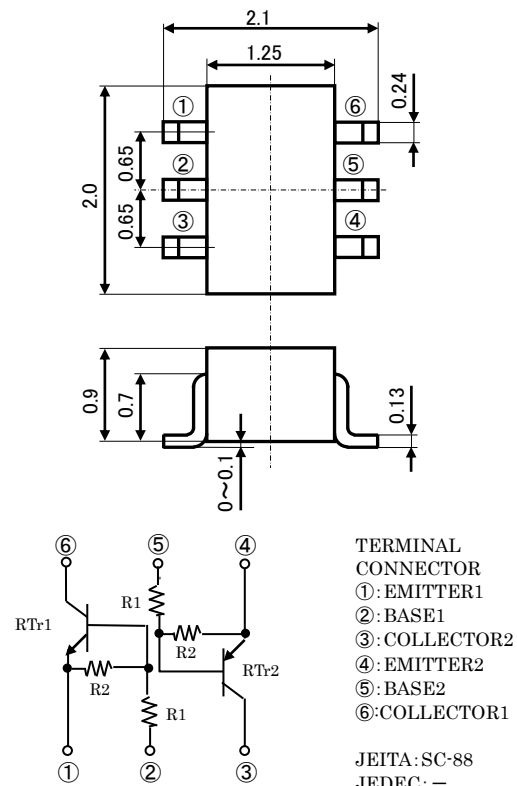 2.1
1.25
① ⑥
0.24
0.65
② ⑤
2.0
0.65
③ ④
0.9
0.7
0.13
0～0.1
⑥ ⑤ ④
R1
RTr1
R2
RTr2
R2
R1
① ② ③
TERMINAL
CONNECTOR
①:EMITTER1
②:BASE1
③:COLLECTOR2
④:EMITTER2
⑤:BASE2
⑥:COLLECTOR1
JEITA:SC-88
JEDEC:－